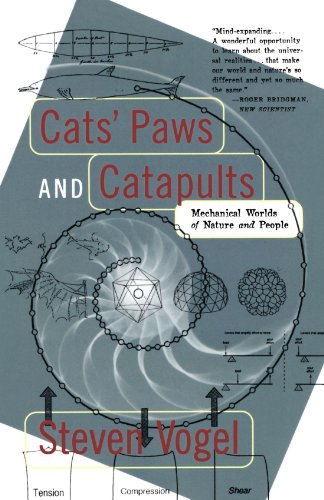 "Mind-expanding....
A wonderful opportunity
to learn about the univer-
sal realities... that make
our world and nature's so
different and yet so much
the same."
—ROGER BRIDGMAN,
NEW SCIENTIST
Cats' Paws
AND Catapults
Mechanical Worlds
of Nature and People
Steven Vogel
Tension
Compression
Shear